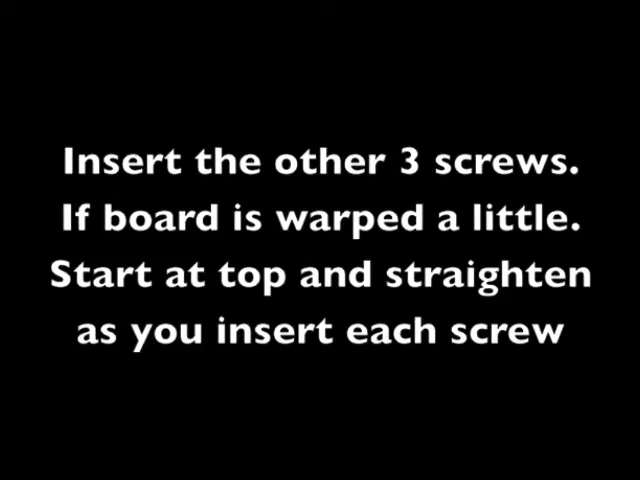 Insert the other 3 screws.
If board is warped a little.
Start at top and straighten
as you insert each screw